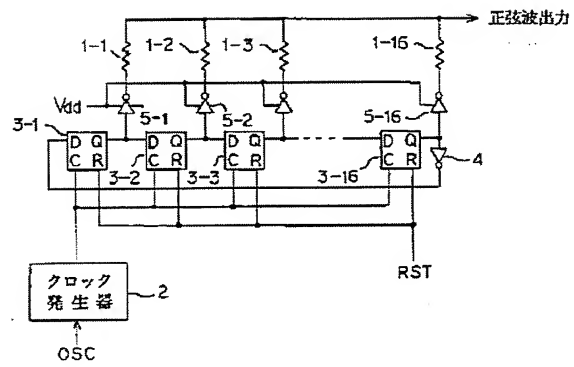 正弦波出力
1-1
1-2
1-3
1-16
Vdd
5-1
5-2
5-16
3-1
D Q
C R
D Q
C R
D Q
C R
D Q
C R
4
3-2
3-3
3-16
RST
クロック
発生器
2
OSC